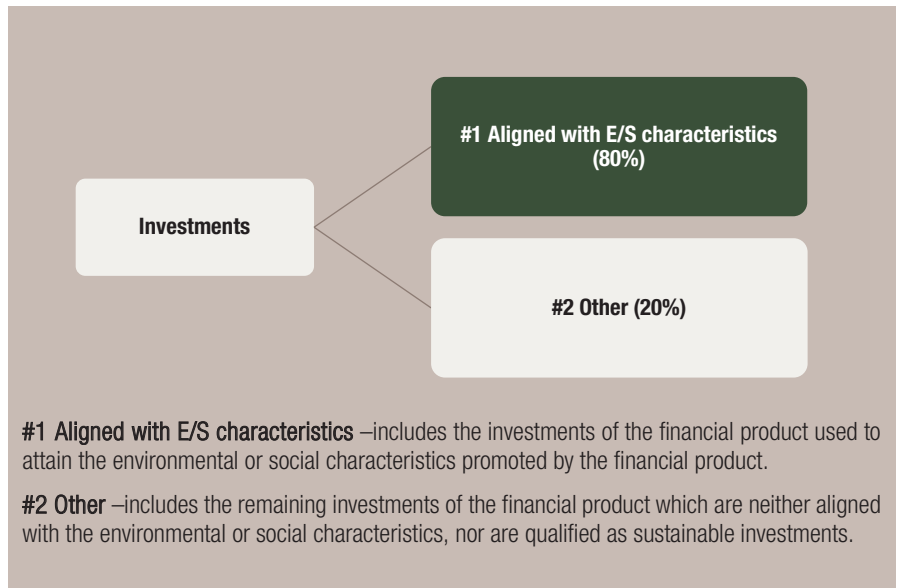 #1 Aligned with E/S characteristics
(80%)
Investments
#2 Other (20%)
#1 Aligned with E/S characteristics –includes the investments of the financial product used to
attain the environmental or social characteristics promoted by the financial product.
#2 Other –includes the remaining investments of the financial product which are neither aligned
with the environmental or social characteristics, nor are qualified as sustainable investments.